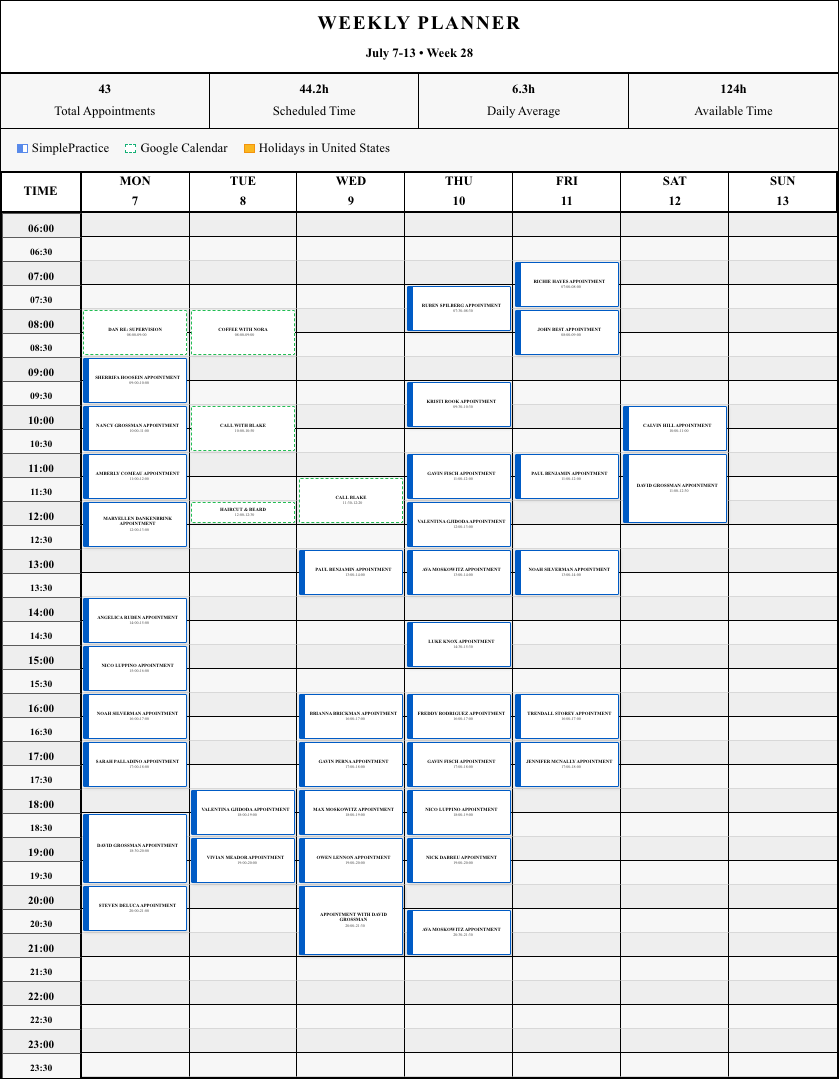 WEEKLY PLANNER
July 7-13 • Week 28
43
Total Appointments
44.2h
Scheduled Time
6.3h
Daily Average
124h
Available Time
SimplePractice
Google Calendar
Holidays in United States
TIME
MON
7
TUE
8
WED
9
THU
10
FRI
11
SAT
12
SUN
13
06:00
06:30
07:00
RICHIE HAYES APPOINTMENT
07:00-08:00
07:30
RUBEN SPILBERG APPOINTMENT
07:30-08:30
08:00
DAN RE: SUPERVISION
08:00-09:00
COFFEE WITH NORA
08:00-09:00
JOHN BEST APPOINTMENT
08:00-09:00
08:30
09:00
SHERRIFA HOOSEIN APPOINTMENT
09:00-10:00
09:30
KRISTI ROOK APPOINTMENT
09:30-10:30
10:00
NANCY GROSSMAN APPOINTMENT
10:00-11:00
CALL WITH BLAKE
CALVIN HILL APPOINTMENT
10:00-11:00
10:30
11:00
AMBERLY COMEAU APPOINTMENT
11:00-12:00
GAVIN FISCH APPOINTMENT
11:00-12:00
PAUL BENJAMIN APPOINTMENT
11:00-12:00
DAVID GROSSMAN APPOINTMENT
11:00-12:30
11:30
CALL BLAKE
12:00
MARYELLEN DANKENBRINK
APPOINTMENT
12:00-13:00
HAIRCUT & BEARD
12:00-12:30
VALENTINA GJIDODA APPOINTMENT
12:00-13:00
12:30
13:00
PAUL BENJAMIN APPOINTMENT
13:00-14:00
AVA MOSKOWITZ APPOINTMENT
13:00-14:00
NOAH SILVERMAN APPOINTMENT
13:00-14:00
13:30
14:00
ANGELICA RUDEN APPOINTMENT
14:00-15:00
14:30
LUKE KNOX APPOINTMENT
14:30-15:30
15:00
NICO LUPPINO APPOINTMENT
15:00-16:00
15:30
16:00
NOAH SILVERMAN APPOINTMENT
16:00-17:00
BRIANNA BRICKMAN APPOINTMENT
16:00-17:00
FREDDY RODRIGUEZ APPOINTMENT
16:00-17:00
TRENDALL STOREY APPOINTMENT
16:00-17:00
16:30
17:00
SARAH PALLADINO APPOINTMENT
17:00-18:00
GAVIN PERNA APPOINTMENT
17:00-18:00
GAVIN FISCH APPOINTMENT
17:00-18:00
JENNIFER MCNALLY APPOINTMENT
17:00-18:00
17:30
18:00
VALENTINA GJIDODA APPOINTMENT
18:00-19:00
MAX MOSKOWITZ APPOINTMENT
18:00-19:00
NICO LUPPINO APPOINTMENT
18:00-19:00
18:30
DAVID GROSSMAN APPOINTMENT
18:30-20:00
19:00
VIVIAN MEADOR APPOINTMENT
19:00-20:00
OWEN LENNON APPOINTMENT
19:00-20:00
NICK DABREU APPOINTMENT
19:00-20:00
19:30
20:00
STEVEN DELUCA APPOINTMENT
20:00-21:00
APPOINTMENT WITH DAVID
GROSSMAN
20:00-21:30
20:30
AVA MOSKOWITZ APPOINTMENT
20:30-21:30
21:00
21:30
22:00
22:30
23:00
23:30